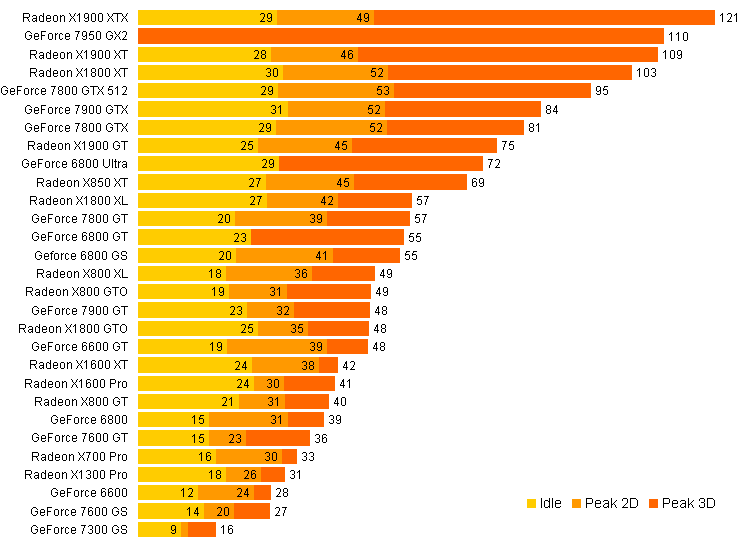 Radeon X1900 XTX 29 49 121
GeForce 7950 GX2 110
Radeon X1900 XT 28 46 109
Radeon X1800 XT 30 52 103
GeForce 7800 GTX 512 29 53 95
GeForce 7900 GTX 31 52 84
GeForce 7800 GTX 29 52 81
Radeon X1900 GT 25 45 75
GeForce 6800 Ultra 29 72
Radeon X850 XT 27 45 69
Radeon X1800 XL 27 42 57
GeForce 7800 GT 20 39 57
GeForce 6800 GT 23 55
Geforce 6800 GS 20 41 55
Radeon X800 XL 18 36 49
Radeon X800 GTO 19 31 49
GeForce 7900 GT 23 32 48
Radeon X1800 GTO 25 35 48
GeForce 6600 GT 19 39 48
Radeon X1600 XT 24 38 42
Radeon X1600 Pro 24 30 41
Radeon X800 GT 21 31 40
GeForce 6800 15 31 39
GeForce 7600 GT 15 23 36
Radeon X700 Pro 16 30 33
Radeon X1300 Pro 18 26 31
GeForce 6600 12 24 28
GeForce 7600 GS 14 20 27
GeForce 7300 GS 9 16
Idle Peak 2D Peak 3D